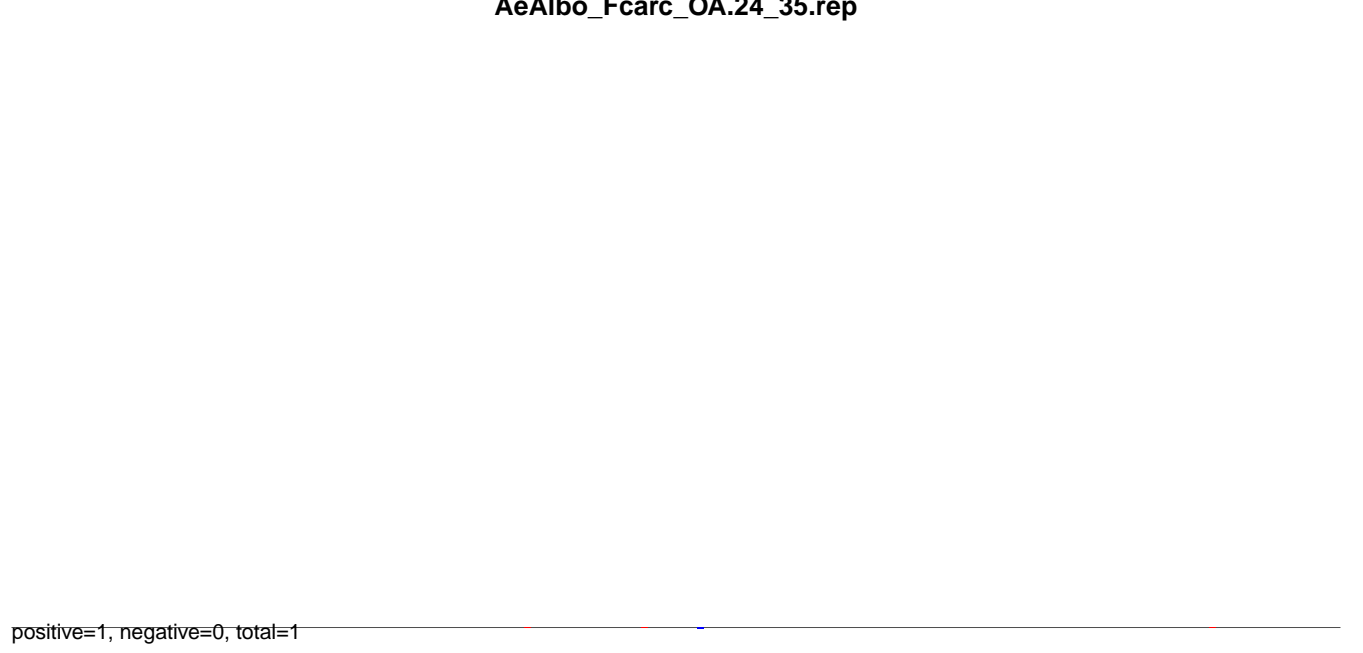 AeAlbo_Fcarc_OA.24_35.rep
positive=1, negative=0, total=1